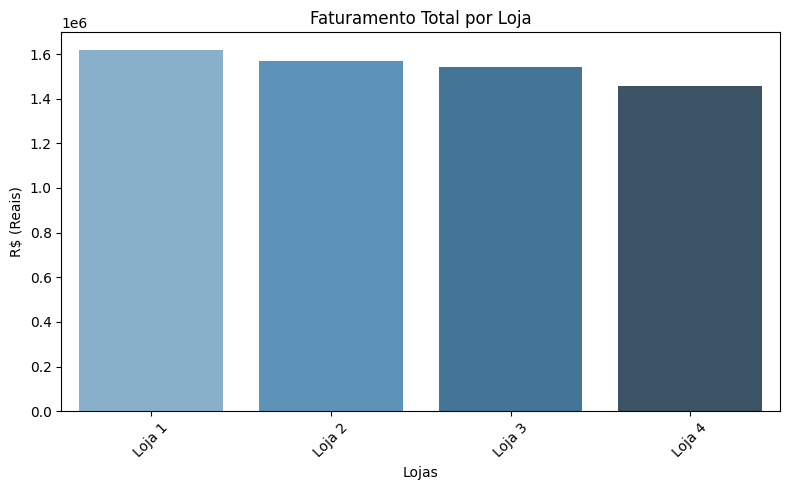 Faturamento Total por Loja
1e6
1.6
1.4
1.2
1.0
0.8
0.6
0.4
0.2
0.0
R$ (Reais)
Loja 1
Loja 2
Loja 3
Loja 4
Lojas